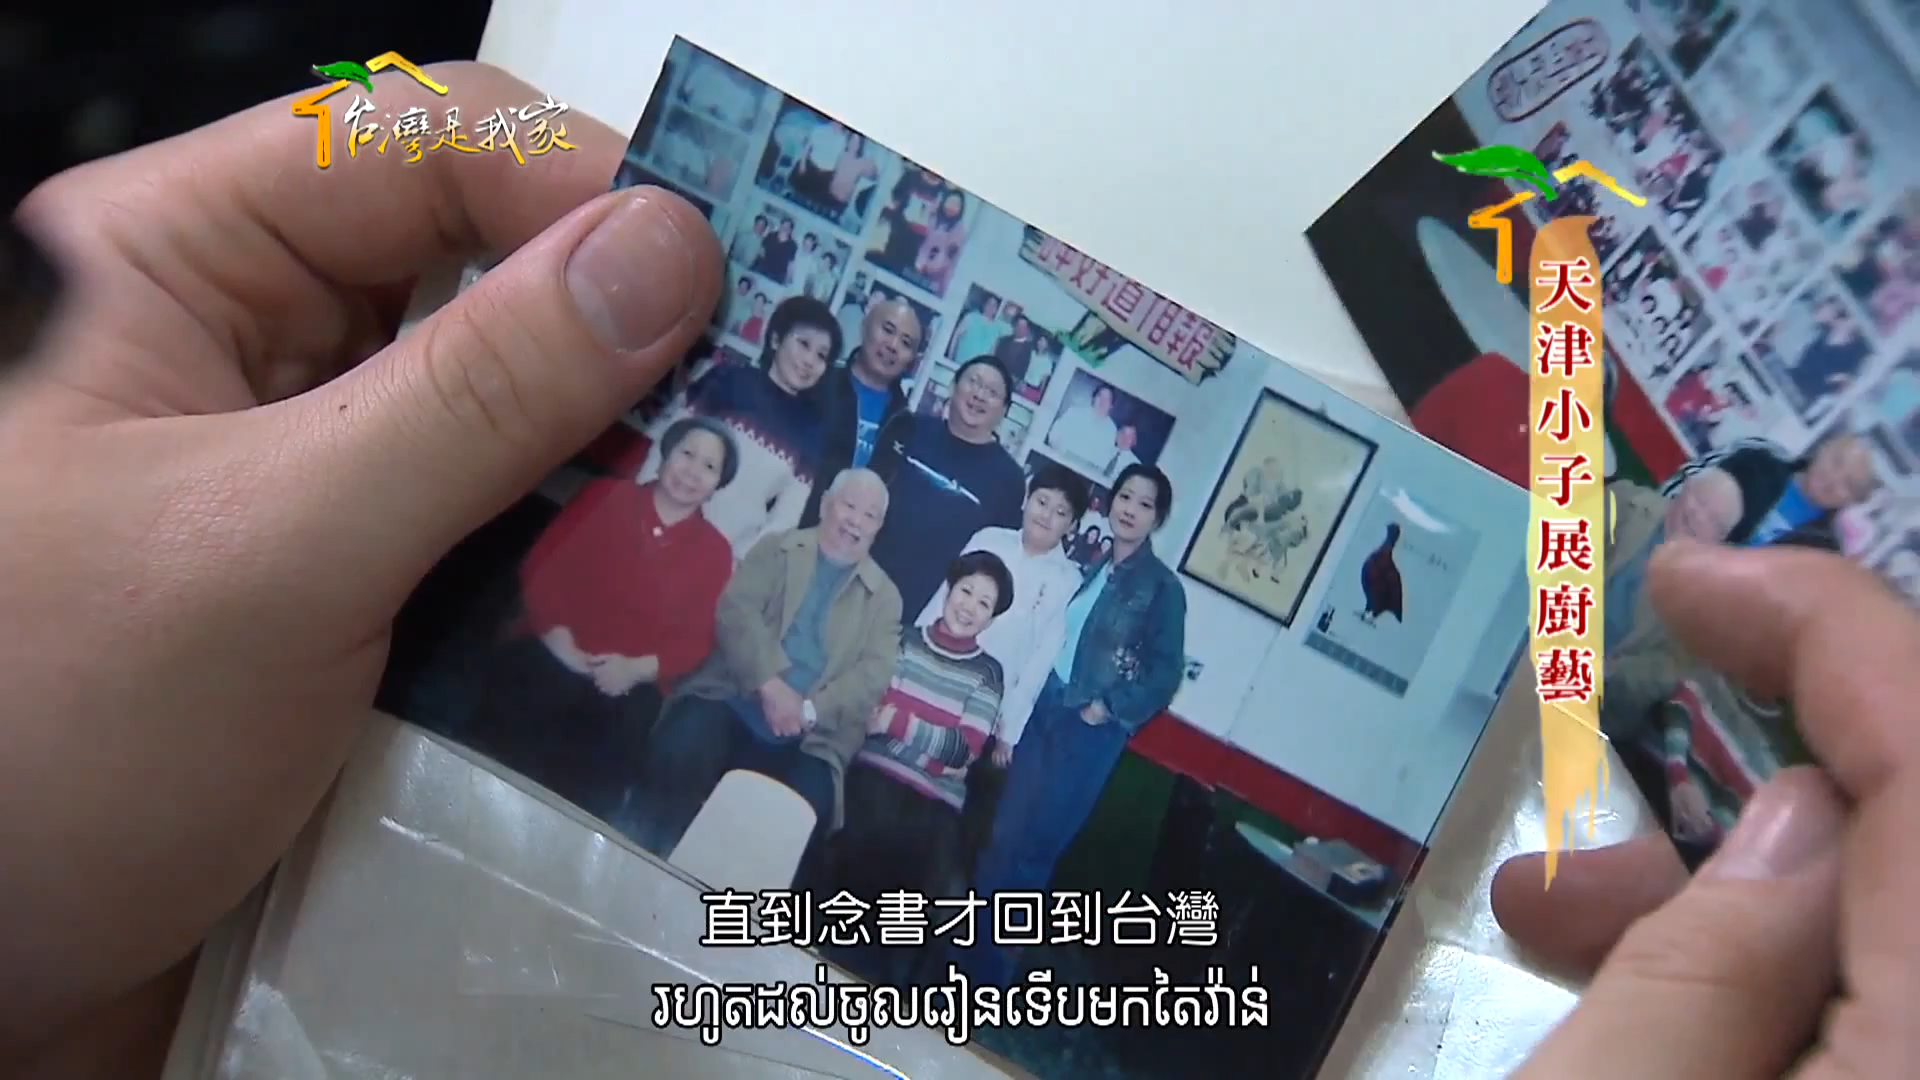 台灣是我家
天津小子展廚藝
直到念書才回到台灣
រហូតដល់ចូលរៀនទើបមកតៃវ៉ាន់